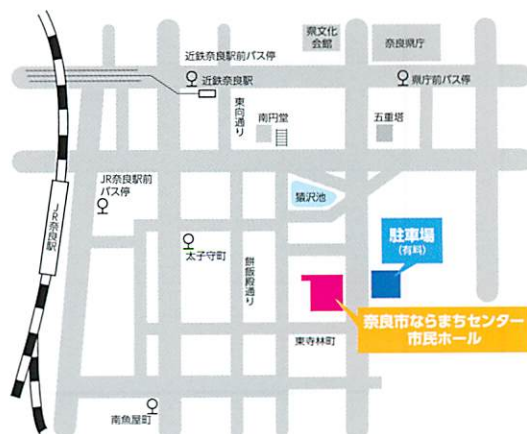 県文化
会館
奈良県庁
近鉄奈良駅前バス停
近鉄奈良駅
県庁前バス停
東向通り
南円堂
五重塔
JR奈良駅前
バス停
JR奈良駅
猿沢池
駐車場
(有料)
太子守町
餅飯殿通り
奈良市ならまちセンター
市民ホール
東寺林町
南魚屋町